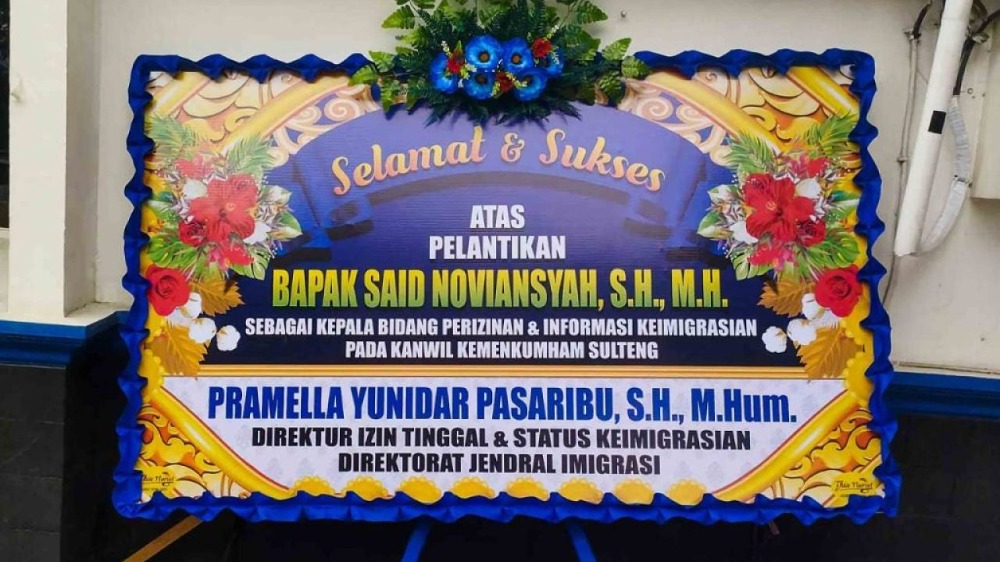 Selamat & Sukses
ATAS
PELANTIKAN
BAPAK SAID NOVIANSYAH, S.H., M.H.
SEBAGAI KEPALA BIDANG PERIZINAN & INFORMASI KEIMIGRASIAN
PADA KANWIL KEMENKUMHAM SULTENG
PRAMELLA YUNIDAR PASARIBU, S.H., M.Hum.
DIREKTUR IZIN TINGGAL & STATUS KEIMIGRASIAN
DIREKTORAT JENDRAL IMIGRASI